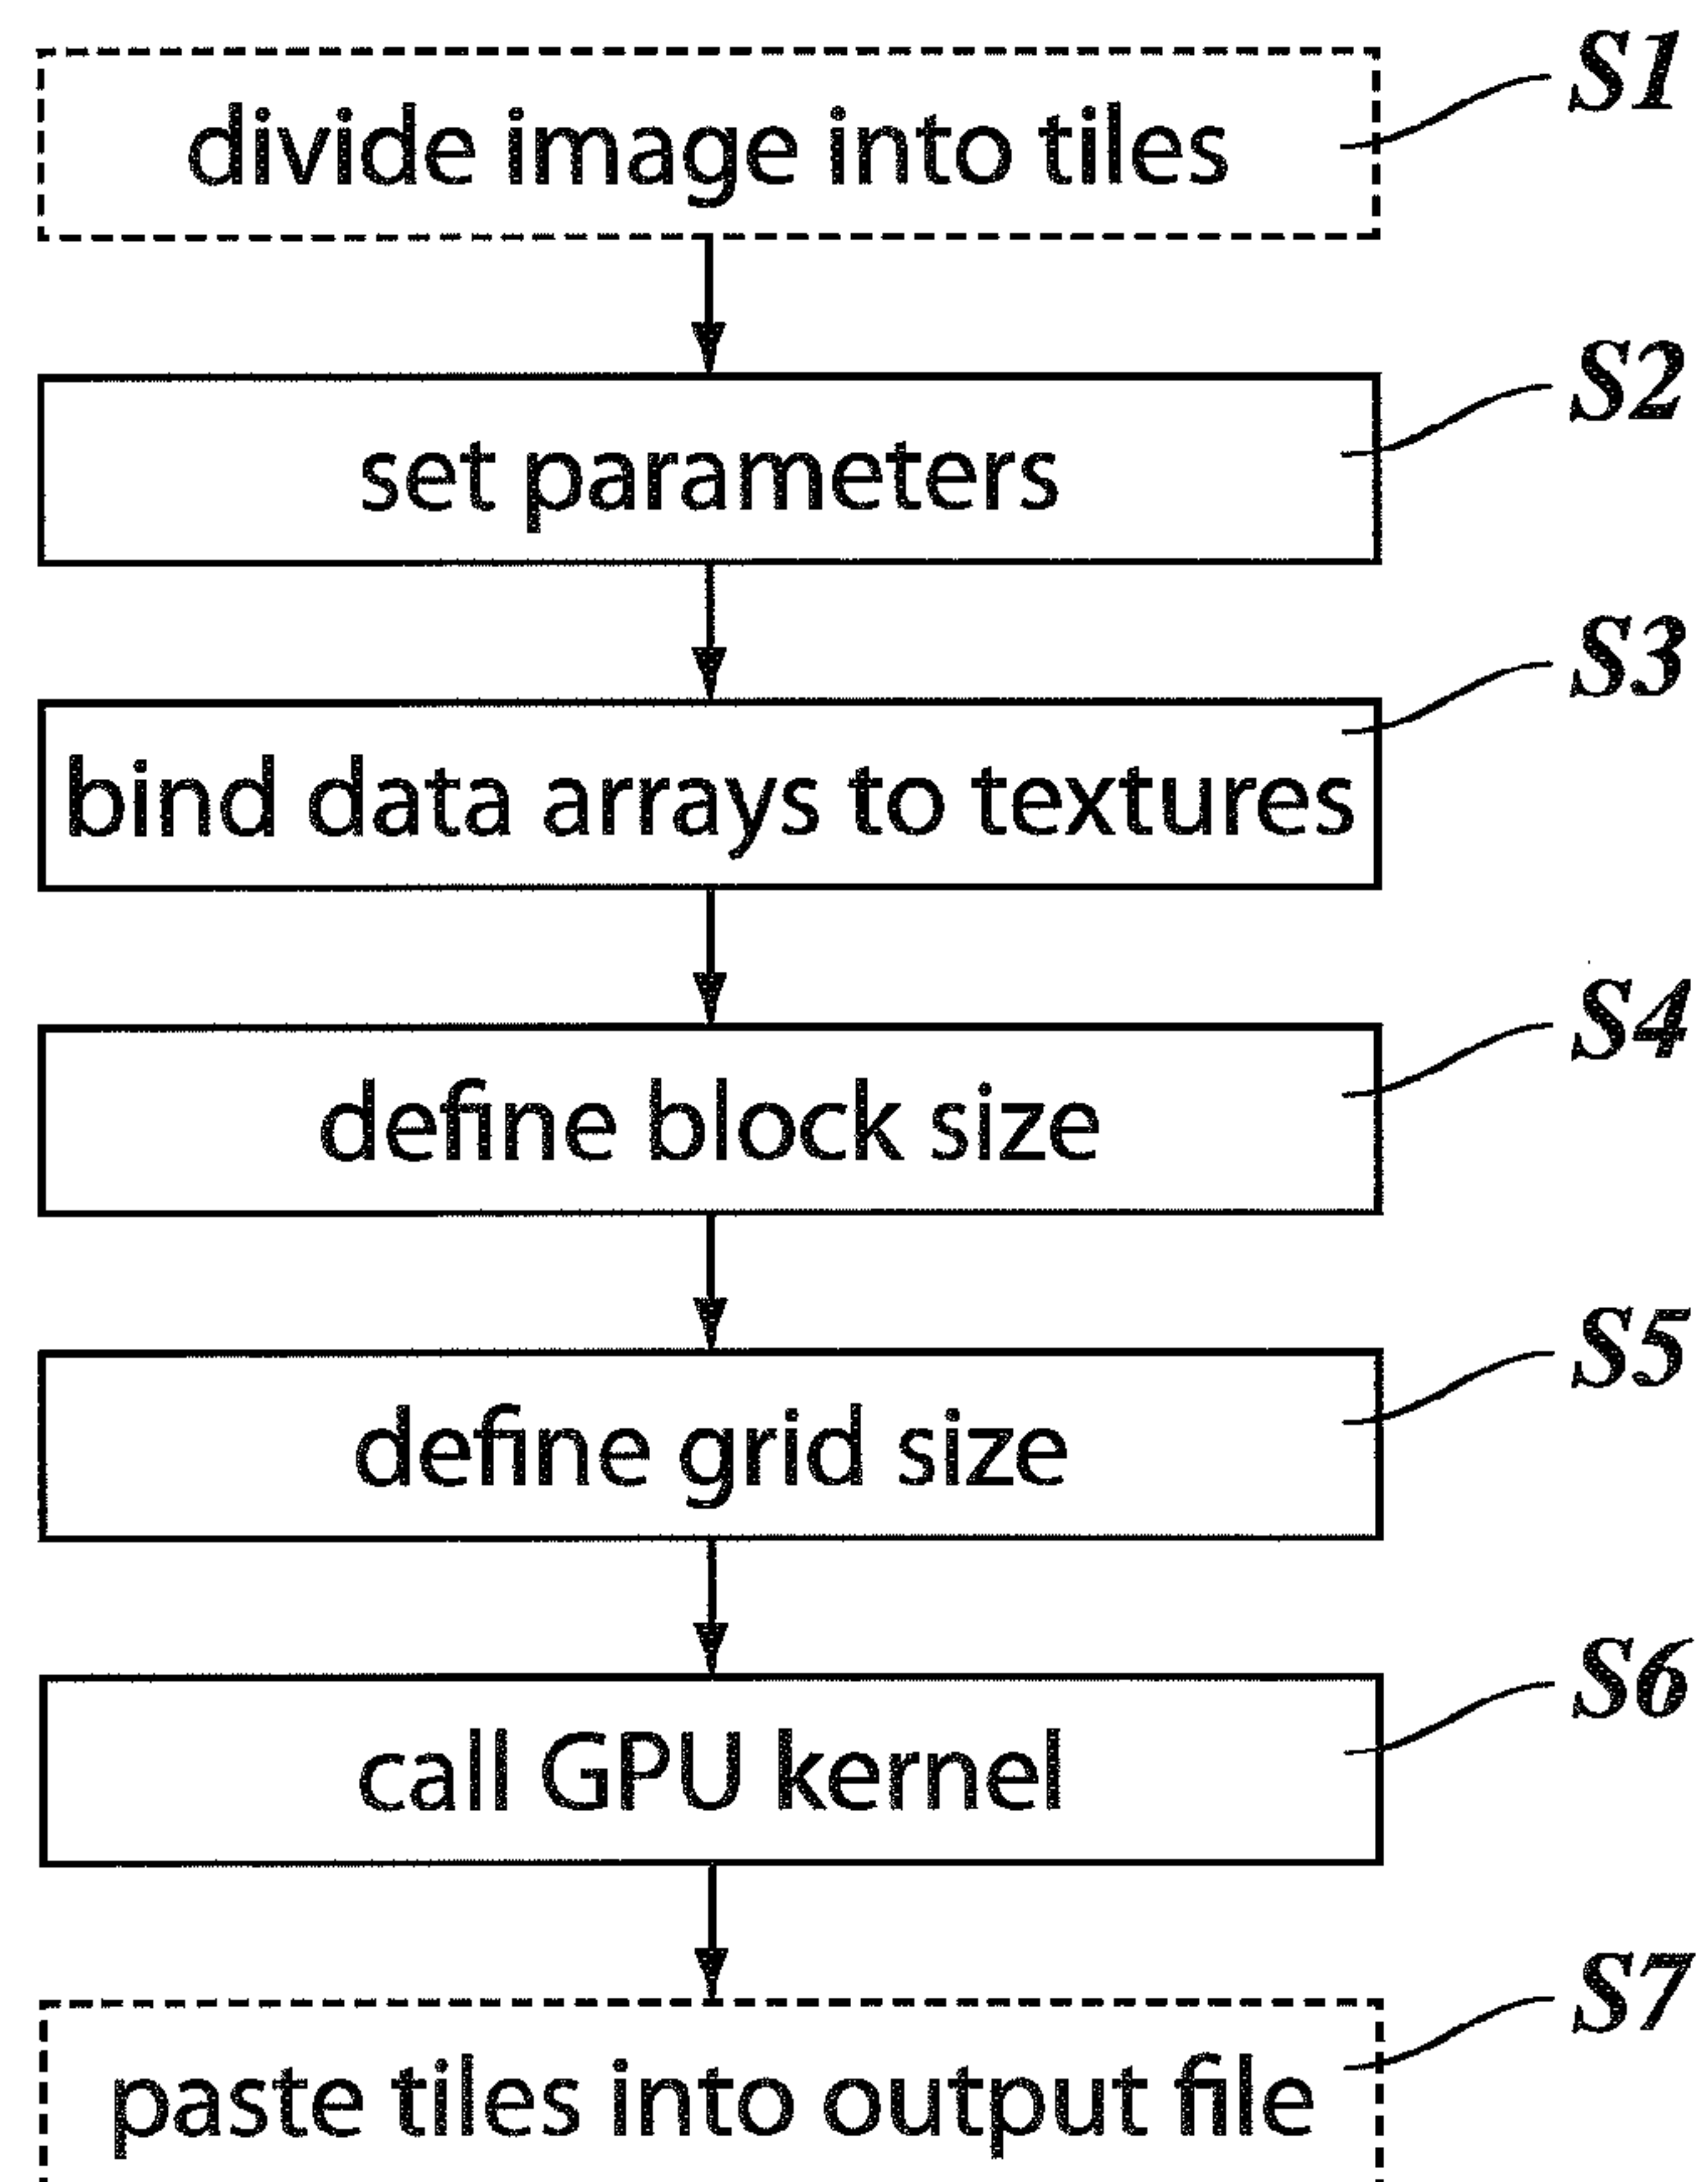 S1
divide image into tiles
S2
set parameters
S3
bind data arrays to textures
S4
define block size
S5
define grid size
S6
call GPU kernel
S7
paste tiles into output file